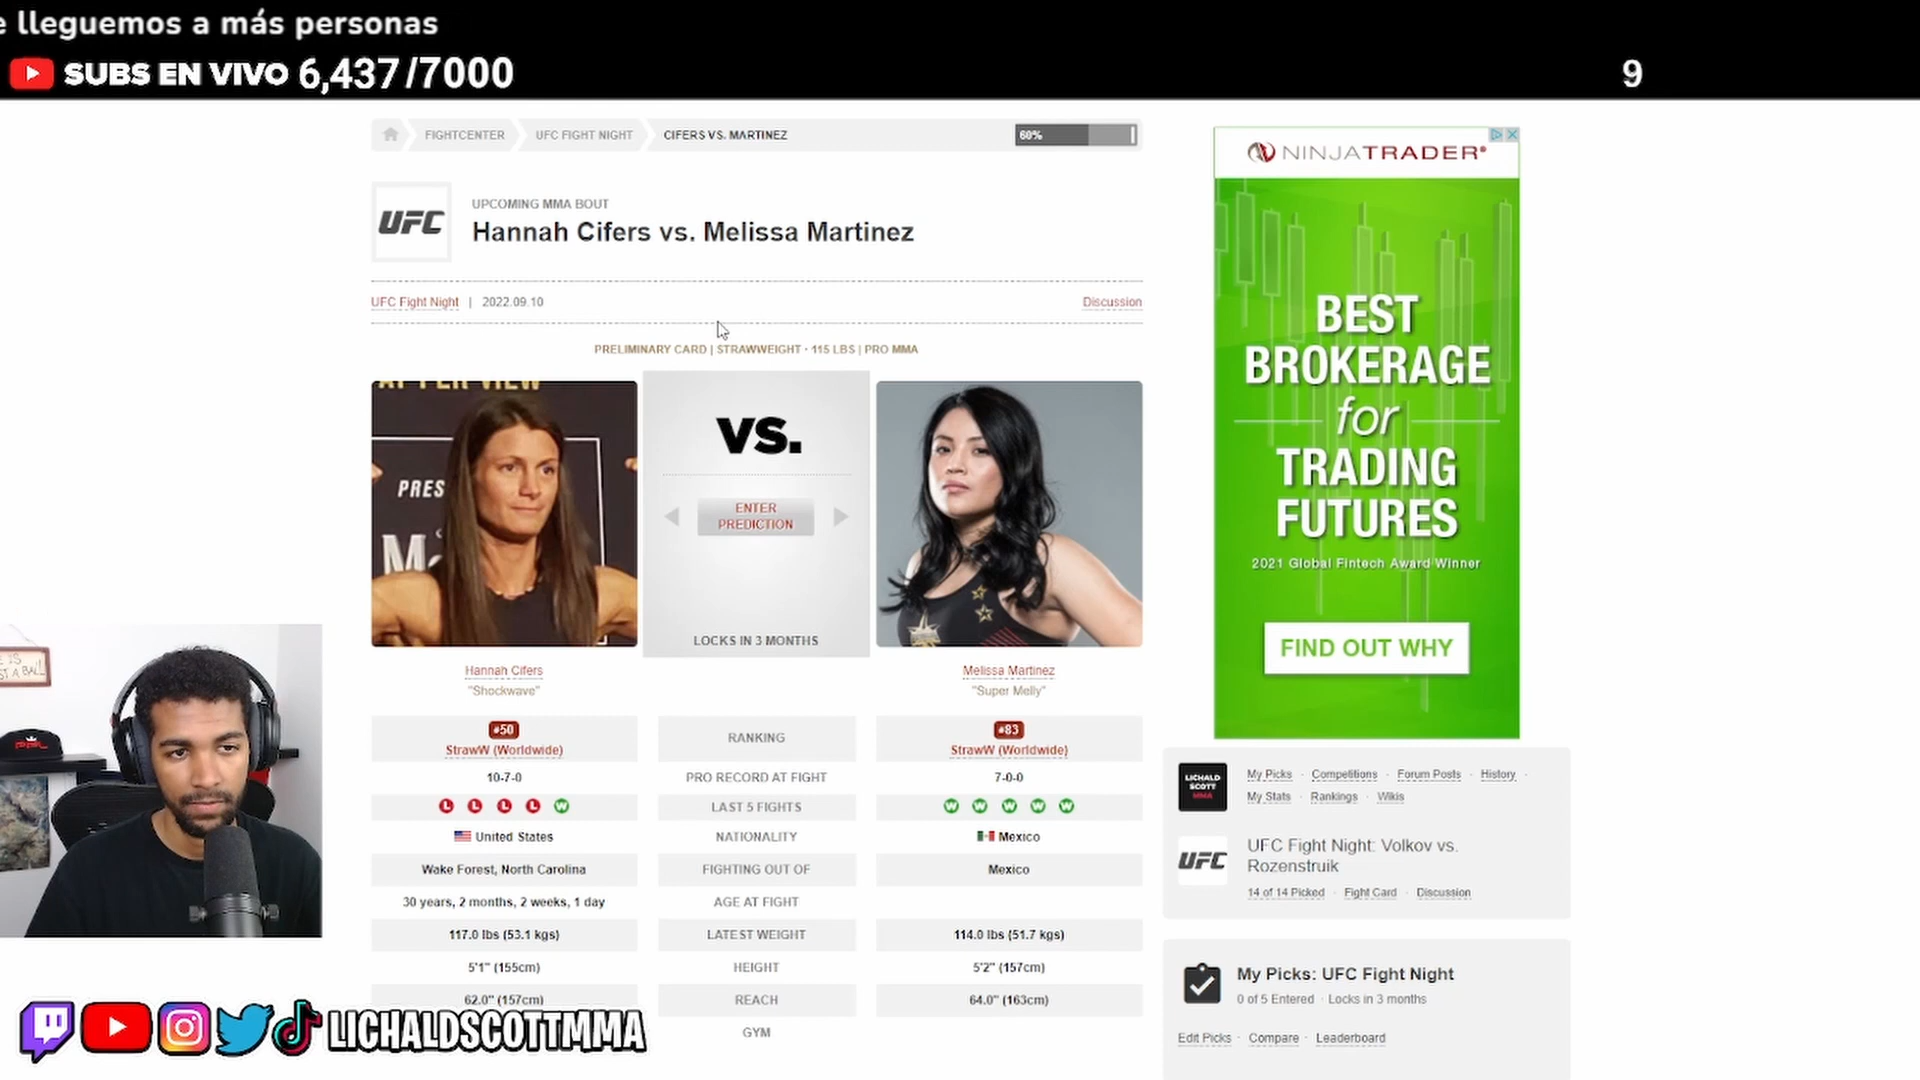 e lleguemos a más personas
SUBS EN VIVO 6,437/7000
9
FIGHTCENTER
UFC FIGHT NIGHT
CIFERS VS. MARTINEZ
60%
UFC
UPCOMING MMA BOUT
Hannah Cifers vs. Melissa Martinez
UFC Fight Night | 2022.09.10
Discussion
PRELIMINARY CARD | STRAWWEIGHT · 115 LBS | PRO MMA
PRES
VS.
ENTER
PREDICTION
LOCKS IN 3 MONTHS
Hannah Cifers
"Shockwave"
Melissa Martinez
"Super Melly"
#50
StrawW (Worldwide)
RANKING
#83
StrawW (Worldwide)
10-7-0
PRO RECORD AT FIGHT
7-0-0
L L L L W
LAST 5 FIGHTS
W W W W W
United States
NATIONALITY
Mexico
Wake Forest, North Carolina
FIGHTING OUT OF
Mexico
30 years, 2 months, 2 weeks, 1 day
AGE AT FIGHT
117.0 lbs (53.1 kgs)
LATEST WEIGHT
114.0 lbs (51.7 kgs)
5'1" (155cm)
HEIGHT
5'2" (157cm)
62.0" (157cm)
REACH
64.0" (163cm)
GYM
LICHALDSCOTTMMA
NINJATRADER®
BEST
BROKERAGE
for
TRADING
FUTURES
2021 Global Fintech Award Winner
FIND OUT WHY
LICHALD
SCOTT
MMA
My Picks · Competitions · Forum Posts · History ·
My Stats · Rankings · Wikis
UFC
UFC Fight Night: Volkov vs.
Rozenstruik
14 of 14 Picked · Fight Card · Discussion
My Picks: UFC Fight Night
0 of 5 Entered · Locks in 3 months
Edit Picks · Compare · Leaderboard